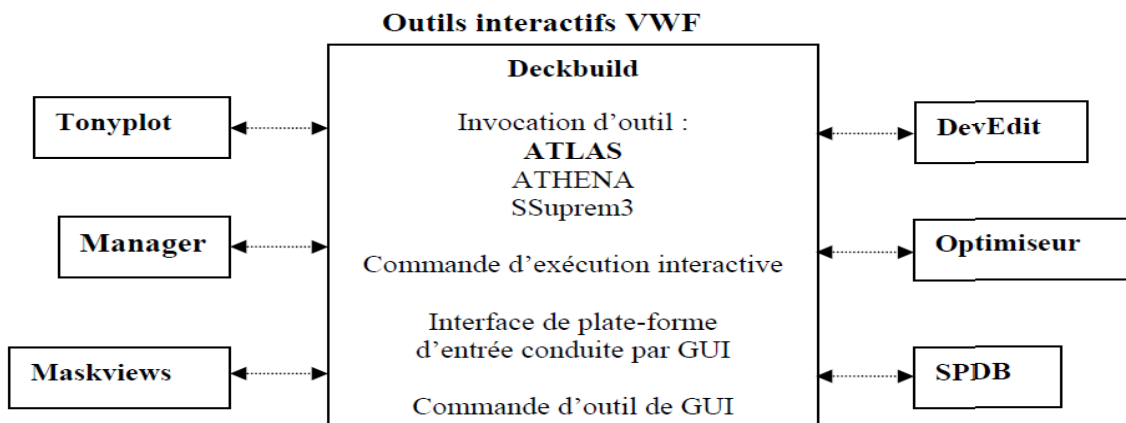 Outils interactifs VWF
Deckbuild
Tonyplot
Manager
Maskviews
Invocation d’outil :
ATLAS
ATHENA
SSuprem3
Commande d’exécution interactive
Interface de plate-forme
d’entrée conduite par GUI
Commande d’outil de GUI
DevEdit
Optimiseur
SPDB